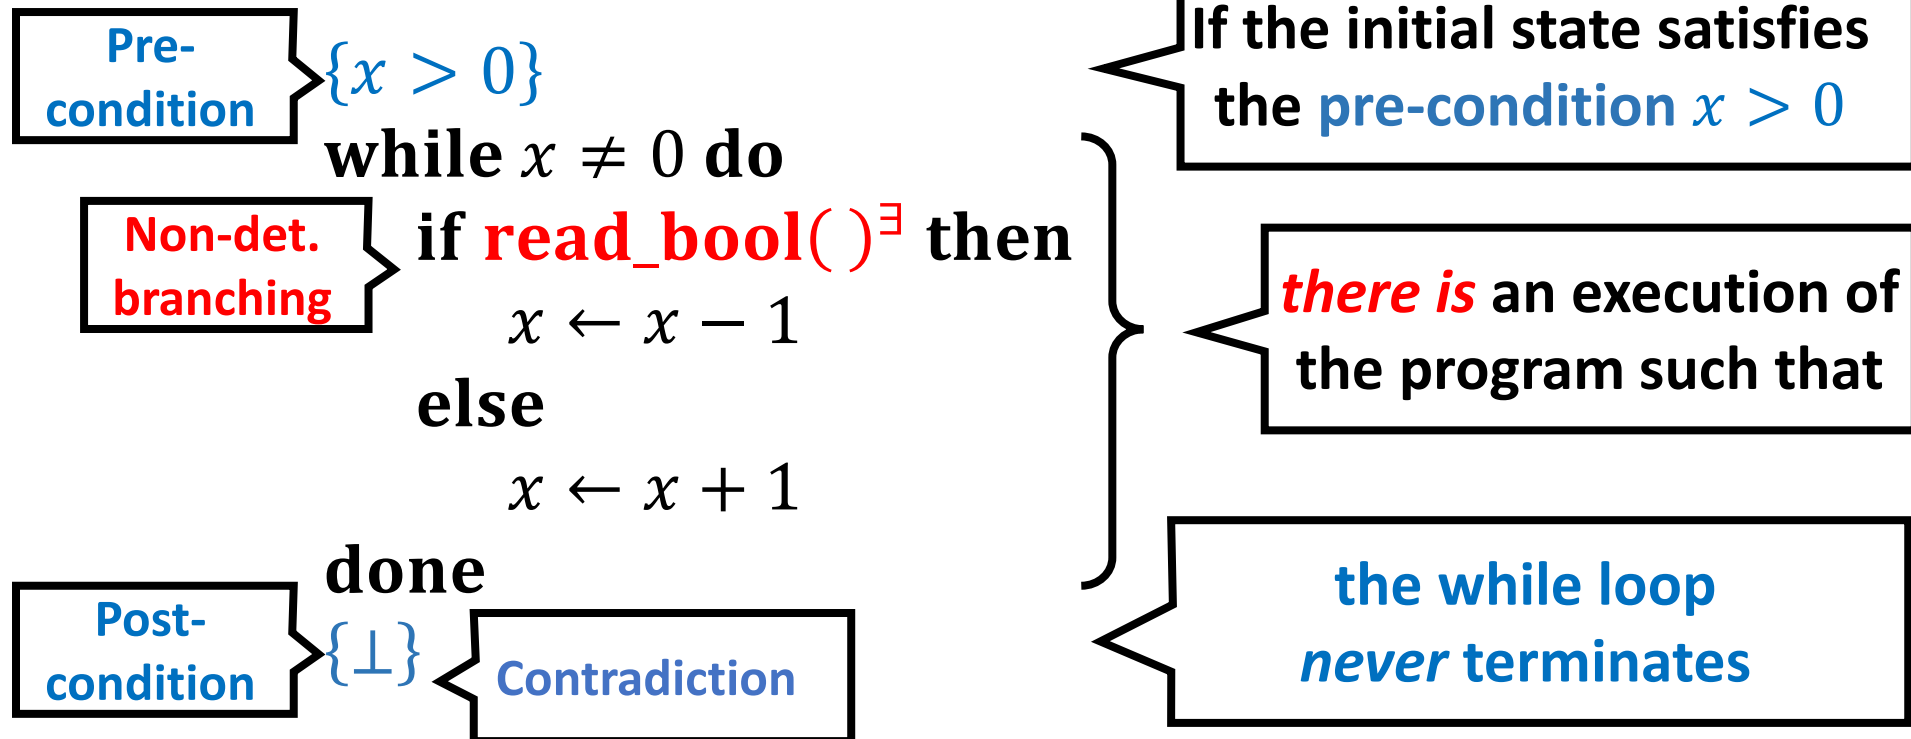 Pre-
condition
{x > 0}
If the initial state satisfies
the pre-condition x > 0
while x ≠ 0 do
Non-det.
branching
if read_bool( )∃ then
x ← x − 1
there is an execution of
the program such that
else
x ← x + 1
done
Post-
condition
{⊥}
Contradiction
the while loop
never terminates